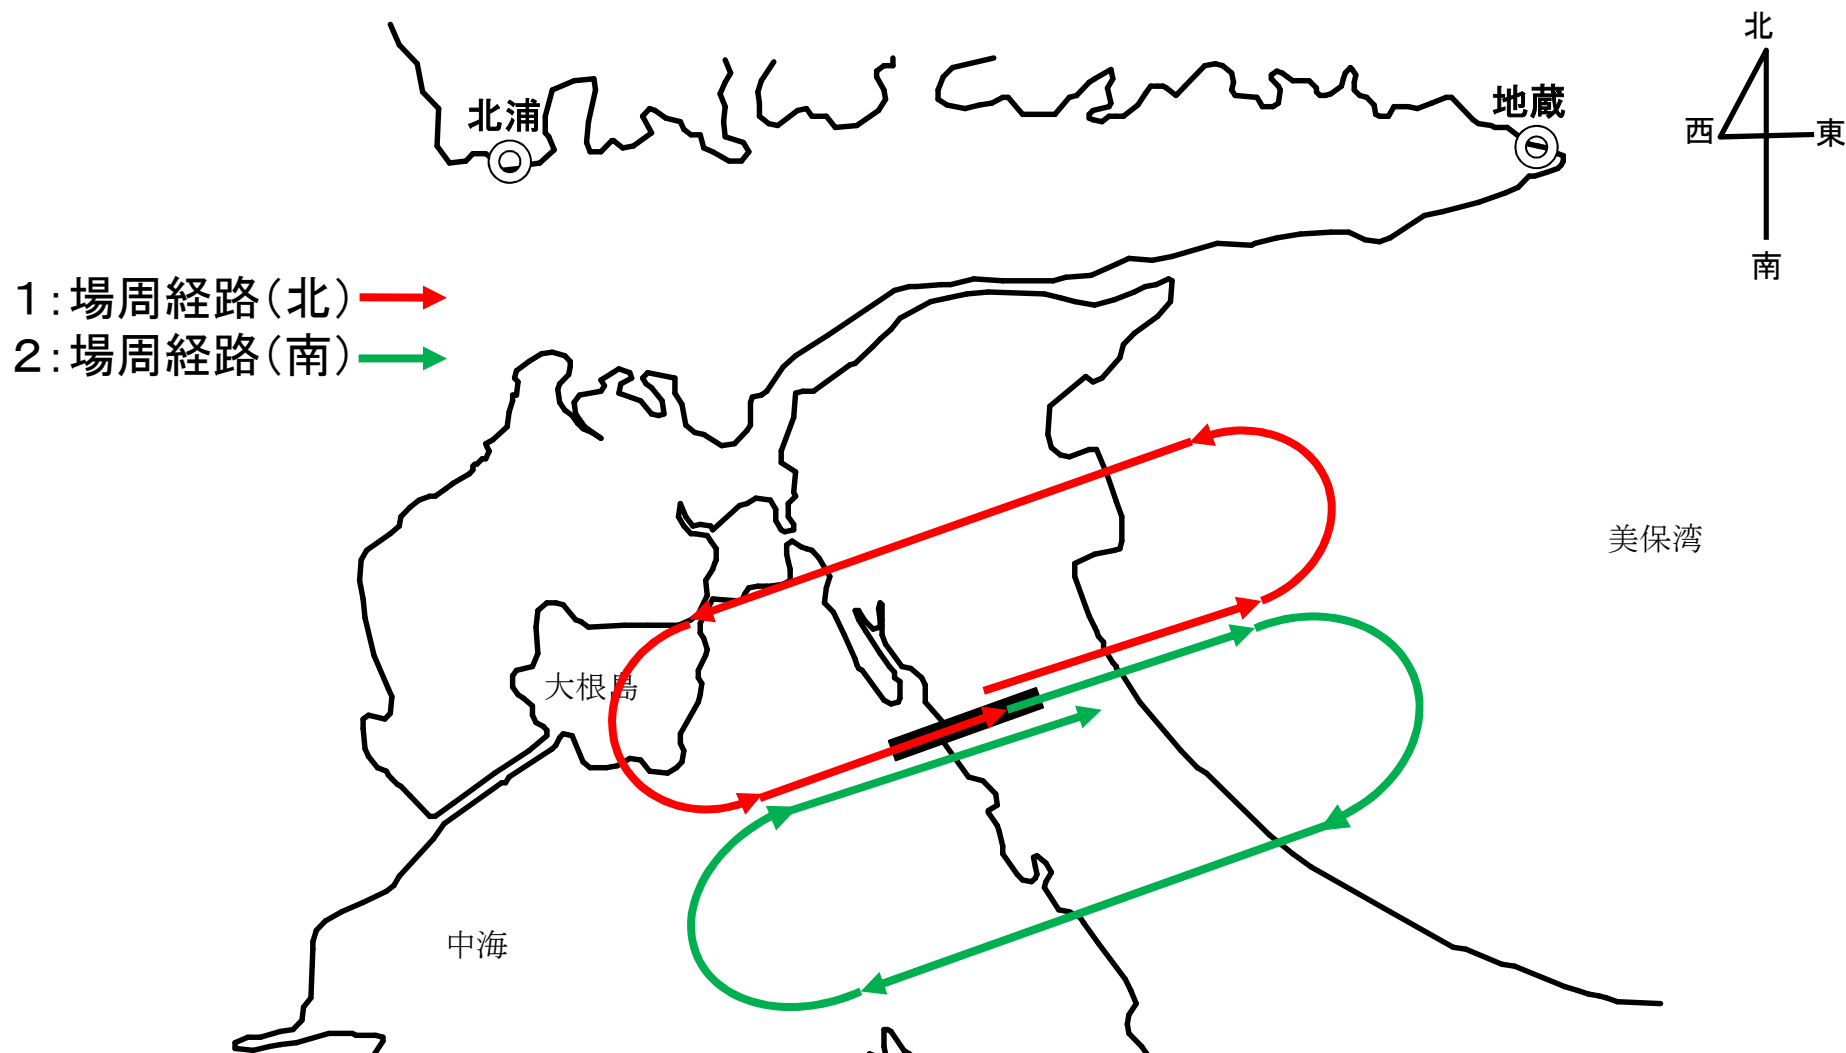 北
北浦
地蔵
西
東
南
1:場周経路(北)
2:場周経路(南)
美保湾
大根島
中海